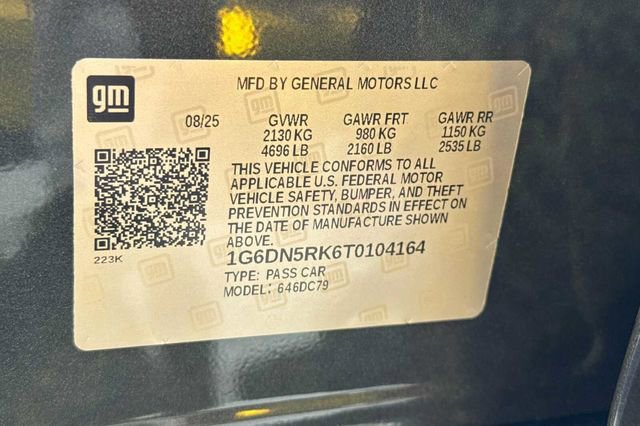 gm
MFD BY GENERAL MOTORS LLC
08/25 GVWR GAWR FRT GAWR RR
2130 KG 980 KG 1150 KG
4696 LB 2160 LB 2535 LB
THIS VEHICLE CONFORMS TO ALL
APPLICABLE U.S. FEDERAL MOTOR
VEHICLE SAFETY, BUMPER, AND THEFT
PREVENTION STANDARDS IN EFFECT ON
THE DATE OF MANUFACTURE SHOWN
ABOVE.
223K
1G6DN5RK6T0104164
TYPE: PASS CAR
MODEL: 646DC79